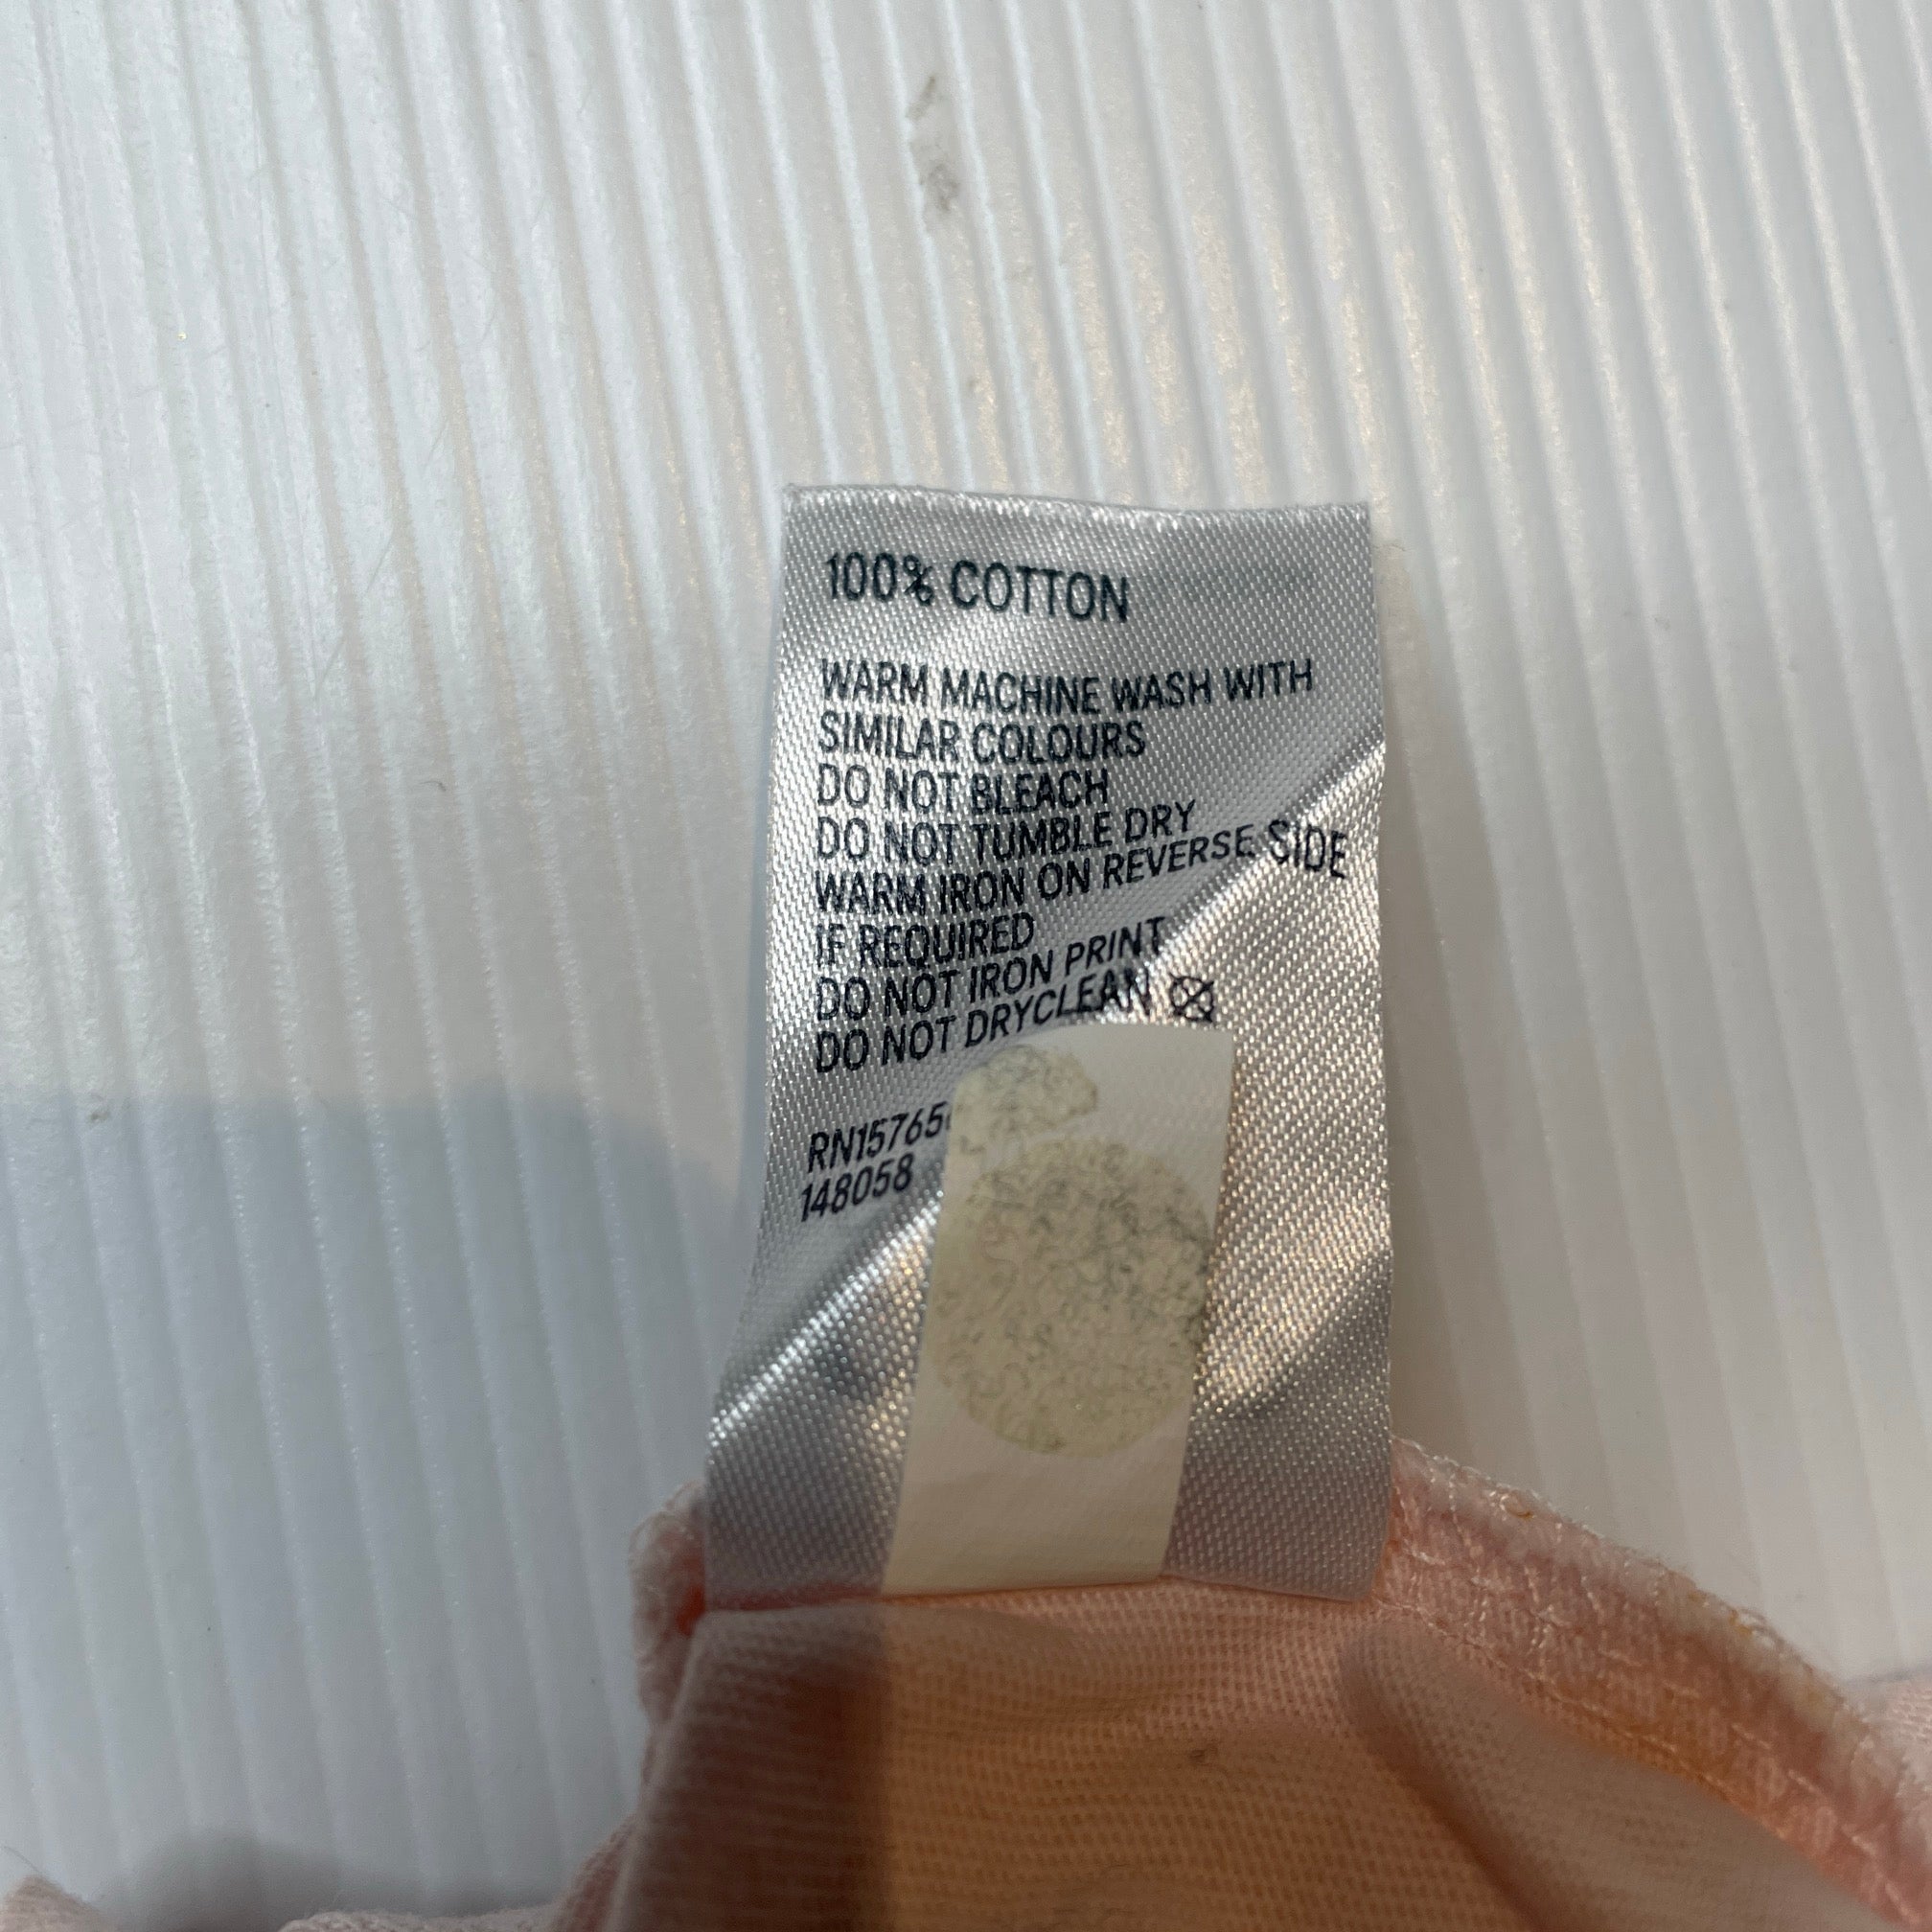 100% COTTON
WARM MACHINE WASH WITH
SIMILAR COLOURS
DO NOT BLEACH
DO NOT TUMBLE DRY
WARM IRON ON REVERSE SIDE
IF REQUIRED
DO NOT IRON PRINT
DO NOT DRYCLEAN
148058